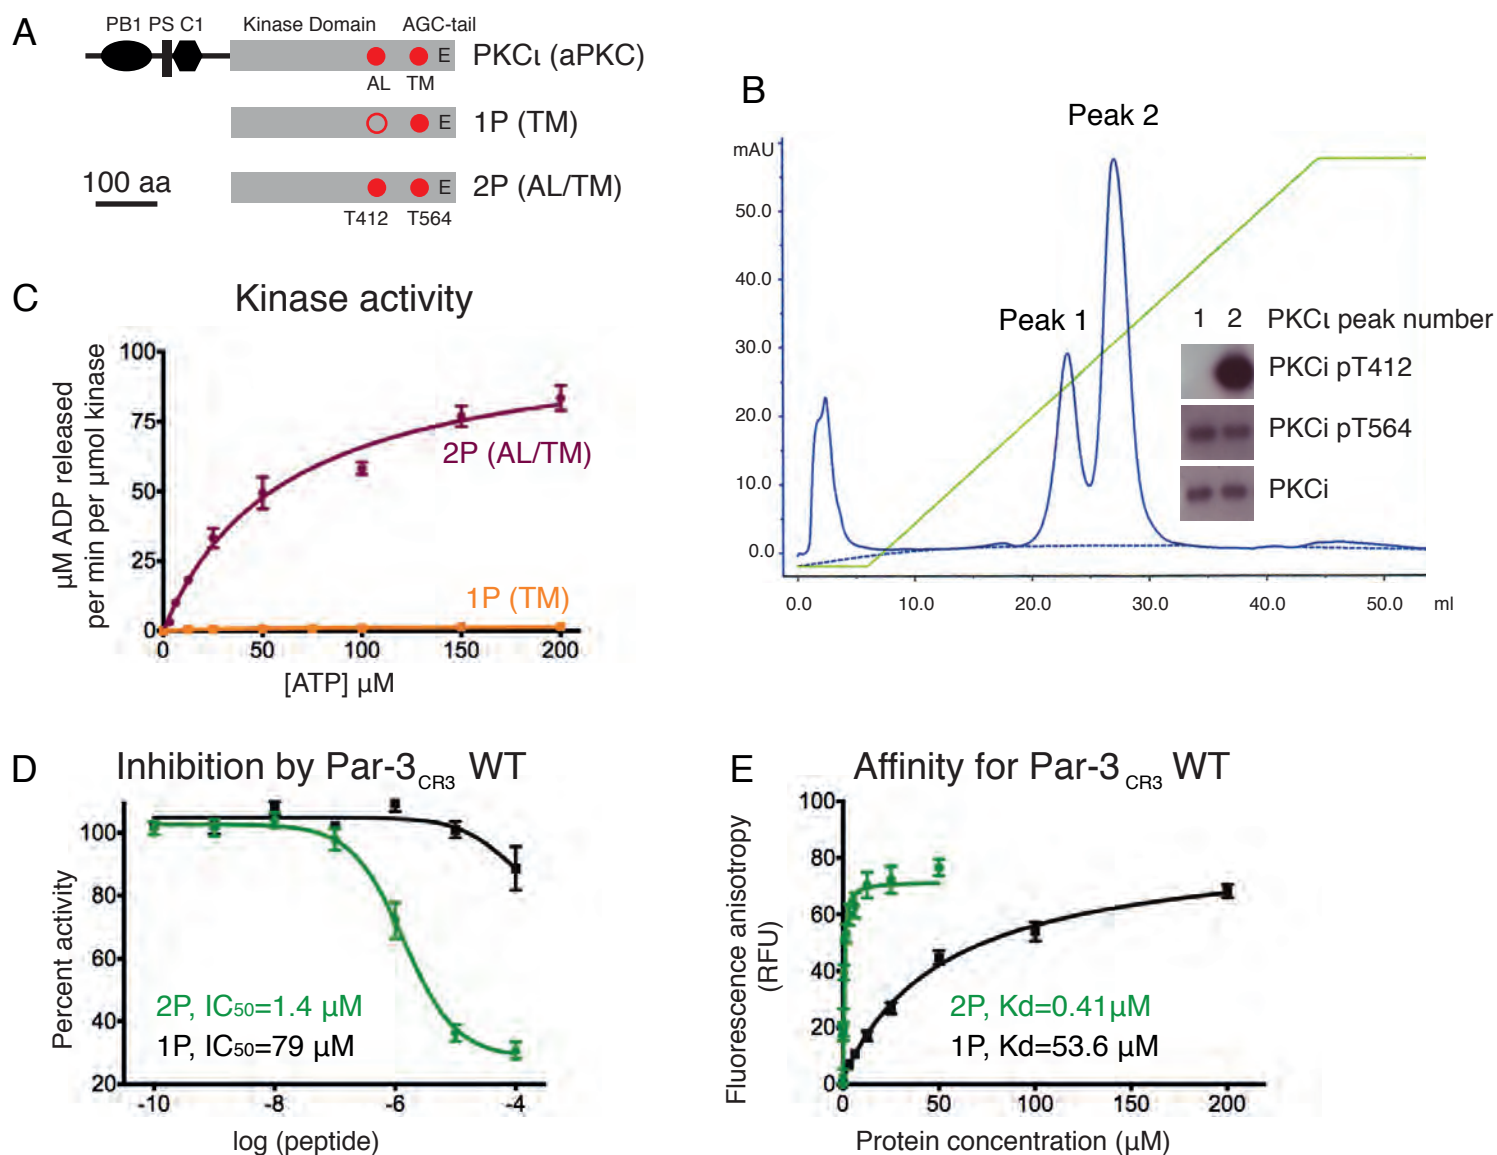 A
PB1 PS C1 Kinase Domain AGC-tail
E PKCι (aPKC)
AL TM
E 1P (TM)
100 aa
E 2P (AL/TM)
T412 T564
B
Peak 2
mAU
50.0
40.0
Peak 1
30.0
20.0
10.0
0.0
1 2 PKCι peak number
PKCi pT412
PKCi pT564
PKCi
0.0 10.0 20.0 30.0 40.0 50.0 ml
C
Kinase activity
µM ADP released
per min per µmol kinase
100
75
50
25
0
2P (AL/TM)
1P (TM)
0 50 100 150 200
[ATP] µM
D
Inhibition by Par-3CR3 WT
Percent activity
100
80
60
40
20
2P, IC50=1.4 µM
1P, IC50=79 µM
-10 -8 -6 -4
log (peptide)
E
Affinity for Par-3 CR3 WT
Fluorescence anisotropy
(RFU)
100
80
60
40
20
0
2P, Kd=0.41µM
1P, Kd=53.6 µM
0 50 100 150 200
Protein concentration (µM)